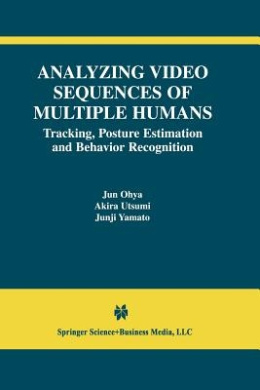 ANALYZING VIDEO
SEQUENCES OF
MULTIPLE HUMANS
Tracking, Posture Estimation
and Behavior Recognition
Jun Ohya
Akira Utsumi
Junji Yamato
Springer Science+Business Media, LLC